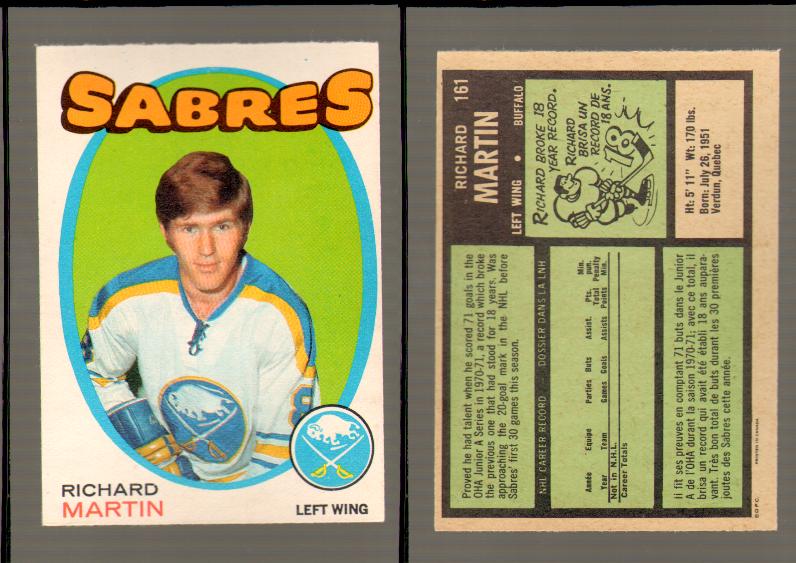 SABRES
RICHARD
MARTIN
LEFT WING
RICHARD 161
MARTIN
LEFT WING • BUFFALO
RICHARD BROKE 18
YEAR RECORD.
RICHARD
BRISA UN
RECORD DE
18 ANS.
18
Ht: 5' 11" Wt: 170 lbs.
Born: July 26, 1951
Verdun, Quebec
Proved he had talent when he scored 71 goals in the
OHA Junior A Series in 1970-71, a record which broke
the previous one that had stood for 18 years. Was
approaching the 20-goal mark in the NHL before
Sabres' first 30 games this season.
NHL CAREER RECORD DOSSIER DANS LA LNH
Année Equipe Parties Buts Assist. Pts. Min. pun.
Year Team Games Goals Assists Total Points Penalty Min.
Not in N.H.L.
Career Totals
Il fit ses preuves en comptant 71 buts dans le Junior
A de l'OHA durant la saison 1970-71; avec ce total, il
brisa un record qui avait été établi 18 ans aupara-
vant. Très bon total de buts durant les 30 premières
joutes des Sabres cette année.
©O.P.C. PRINTED IN CANADA